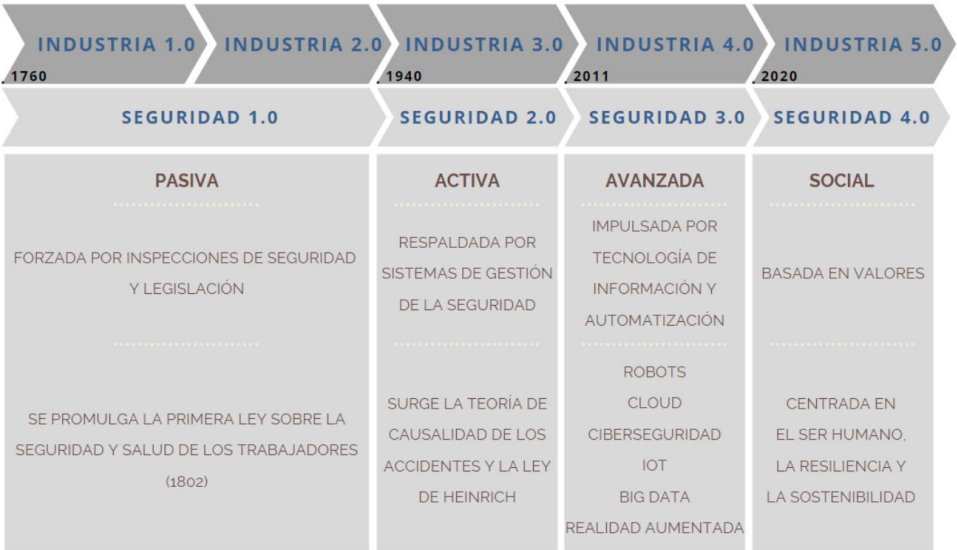 INDUSTRIA 1.0
INDUSTRIA 2.0
INDUSTRIA 3.0
INDUSTRIA 4.0
INDUSTRIA 5.0
. 1760
. 1940
. 2011
. 2020
SEGURIDAD 1.0
SEGURIDAD 2.0
SEGURIDAD 3.0
SEGURIDAD 4.0
PASIVA
FORZADA POR INSPECCIONES DE SEGURIDAD
Y LEGISLACIÓN
SE PROMULGA LA PRIMERA LEY SOBRE LA
SEGURIDAD Y SALUD DE LOS TRABAJADORES
(1802)
ACTIVA
RESPALDADA POR
SISTEMAS DE GESTIÓN
DE LA SEGURIDAD
SURGE LA TEORÍA DE
CAUSALIDAD DE LOS
ACCIDENTES Y LA LEY
DE HEINRICH
AVANZADA
IMPULSADA POR
TECNOLOGÍA DE
INFORMACIÓN Y
AUTOMATIZACIÓN
ROBOTS
CLOUD
CIBERSEGURIDAD
IOT
BIG DATA
REALIDAD AUMENTADA
SOCIAL
BASADA EN VALORES
CENTRADA EN
EL SER HUMANO,
LA RESILIENCIA Y
LA SOSTENIBILIDAD